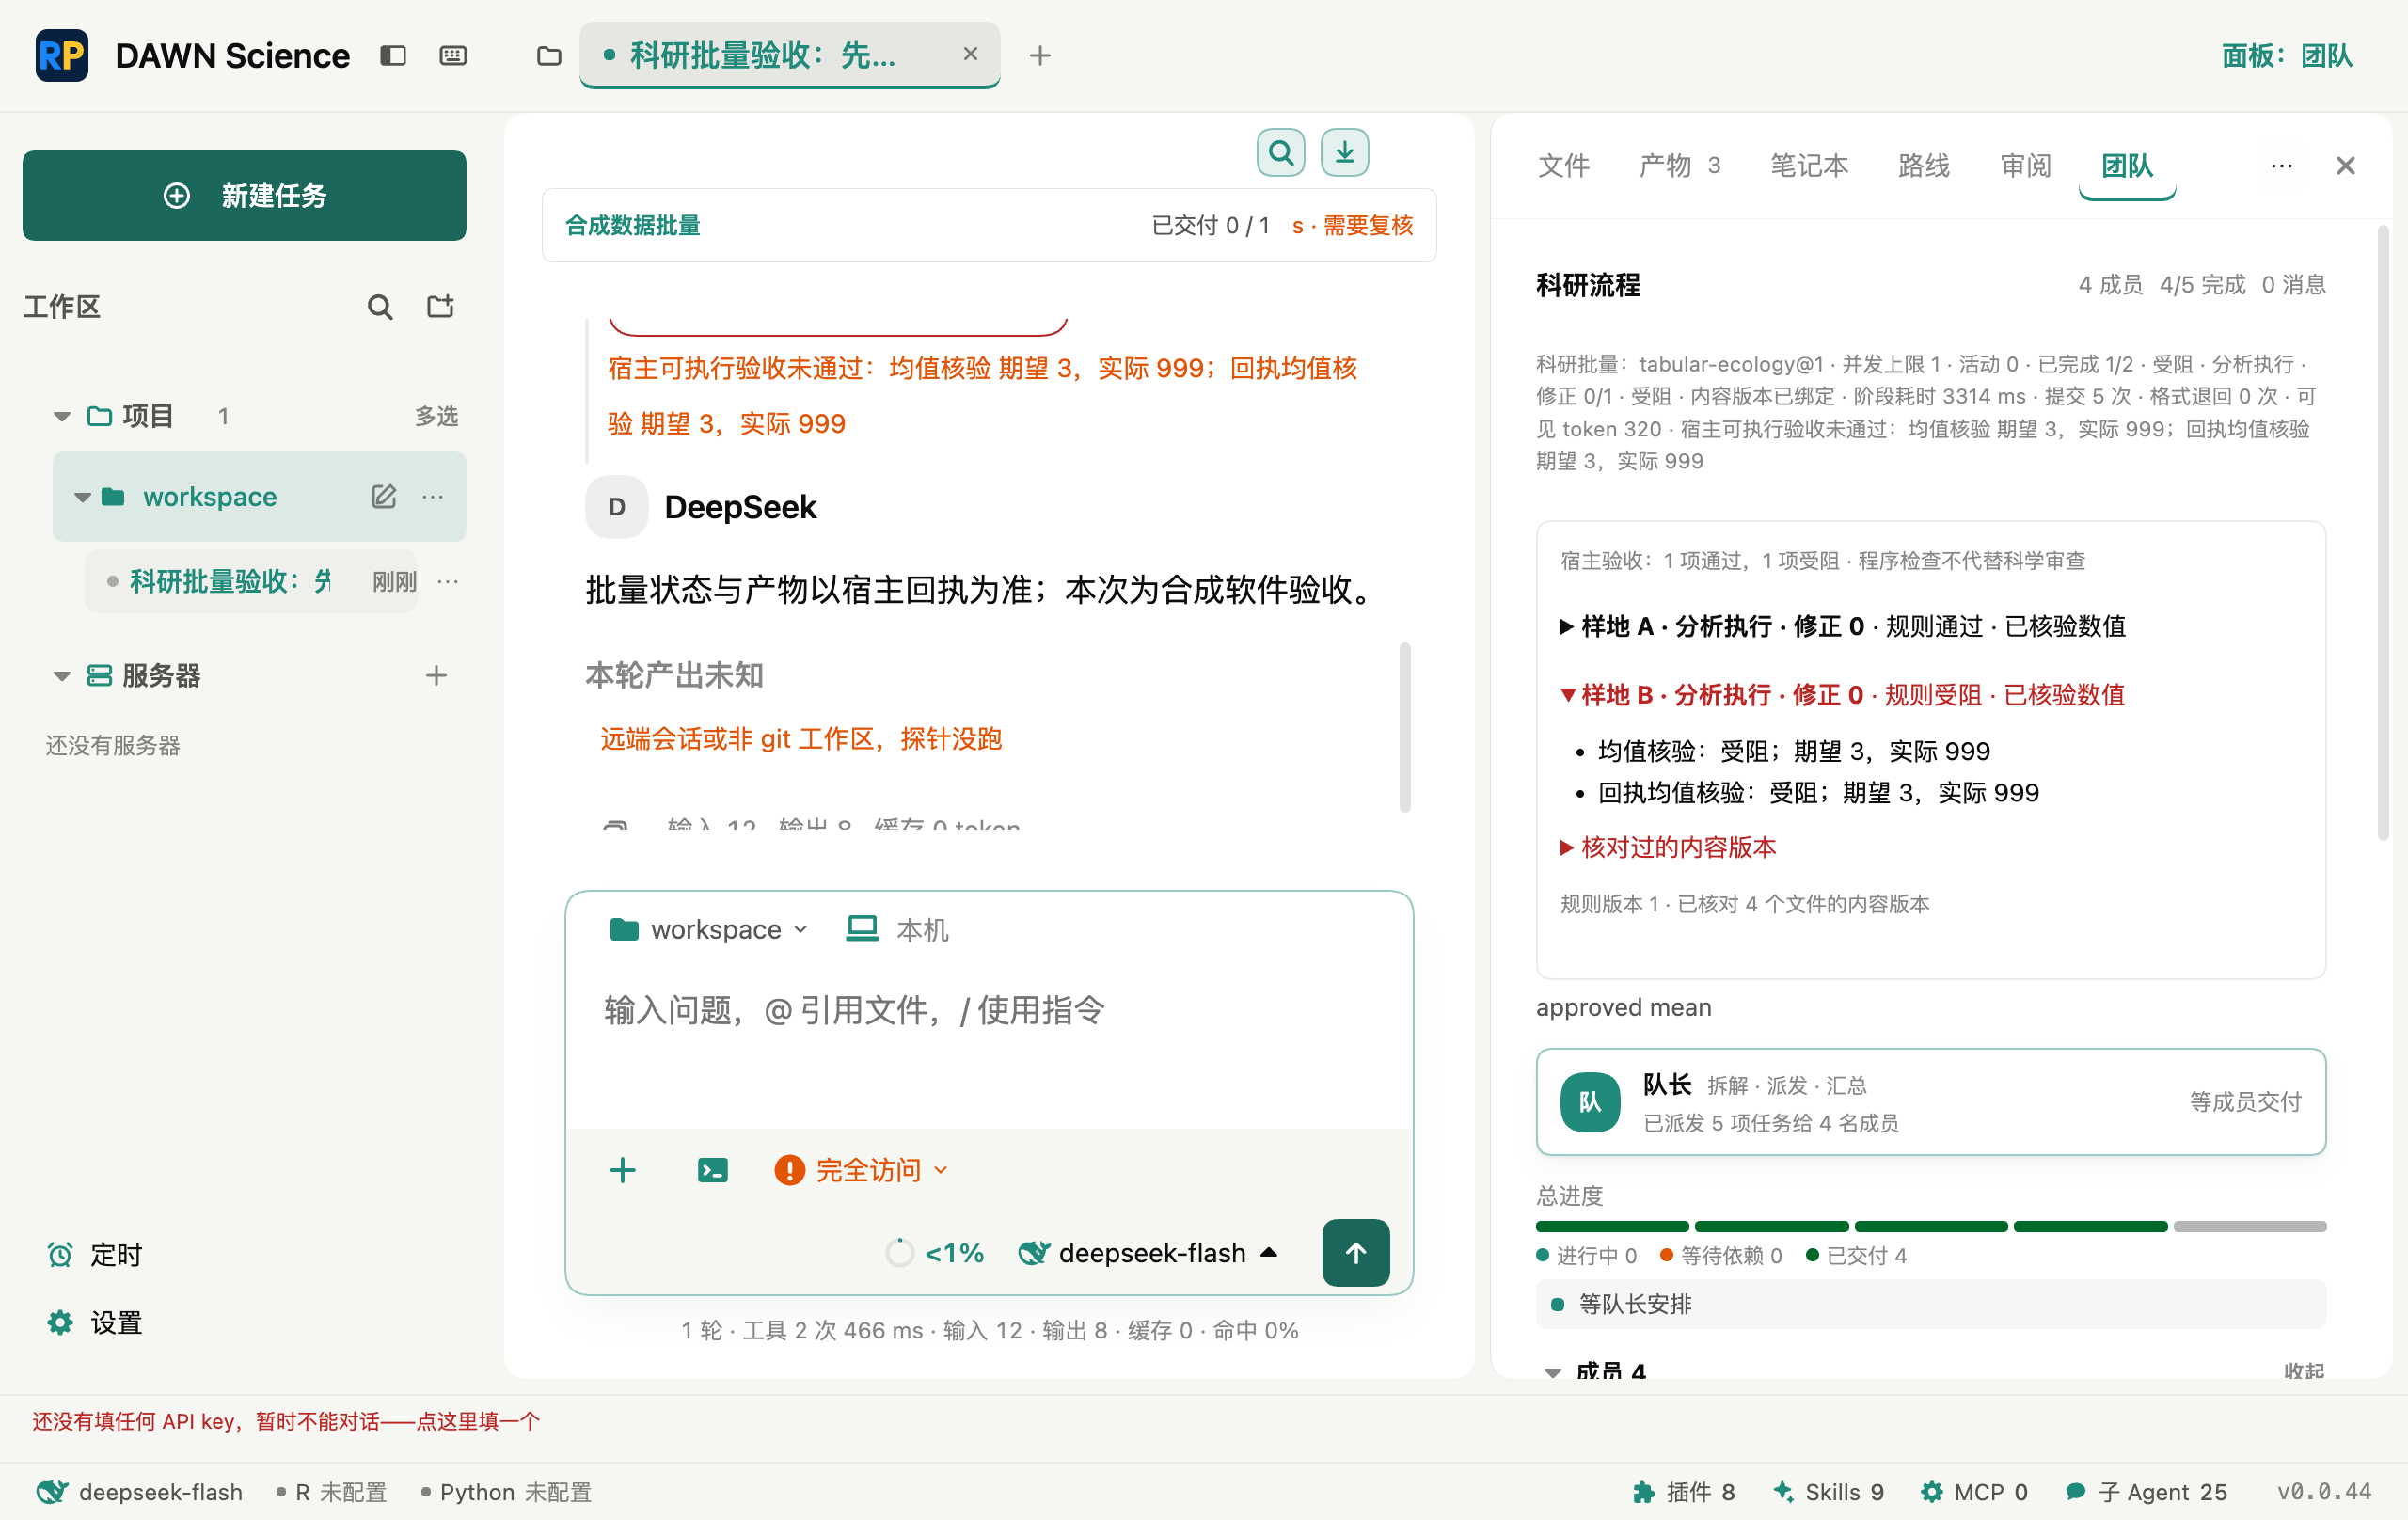 RP DAWN Science
科研批量验收：先...
面板：团队
新建任务
工作区
项目 1 多选
workspace
科研批量验收： 刚刚
服务器
还没有服务器
定时
设置
合成数据批量 已交付 0 / 1 s · 需要复核
宿主可执行验收未通过：均值核验 期望 3，实际 999；回执均值核
验 期望 3，实际 999
D DeepSeek
批量状态与产物以宿主回执为准；本次为合成软件验收。
本轮产出未知
远端会话或非 git 工作区，探针没跑
输入 12 · 输出 8 · 缓存 0 token
workspace 本机
输入问题，@ 引用文件，/ 使用指令
完全访问
<1% deepseek-flash
1 轮 · 工具 2 次 466 ms · 输入 12 · 输出 8 · 缓存 0 · 命中 0%
文件 产物 3 笔记本 路线 审阅 团队 ...
科研流程 4 成员 4/5 完成 0 消息
科研批量：tabular-ecology@1 · 并发上限 1 · 活动 0 · 已完成 1/2 · 受阻 · 分析执行 ·
修正 0/1 · 受阻 · 内容版本已绑定 · 阶段耗时 3314 ms · 提交 5 次 · 格式退回 0 次 · 可
见 token 320 · 宿主可执行验收未通过：均值核验 期望 3，实际 999；回执均值核验
期望 3，实际 999
宿主验收：1 项通过，1 项受阻 · 程序检查不代替科学审查
样地 A · 分析执行 · 修正 0 · 规则通过 · 已核验数值
样地 B · 分析执行 · 修正 0 · 规则受阻 · 已核验数值
• 均值核验：受阻；期望 3，实际 999
• 回执均值核验：受阻；期望 3，实际 999
核对过的内容版本
规则版本 1 · 已核对 4 个文件的内容版本
approved mean
队 队长 拆解 · 派发 · 汇总
已派发 5 项任务给 4 名成员
等成员交付
总进度
进行中 0 等待依赖 0 已交付 4
等队长安排
成员 4 收起
还没有填任何 API key，暂时不能对话——点这里填一个
deepseek-flash R 未配置 Python 未配置
插件 8 Skills 9 MCP 0 子 Agent 25 v0.0.44